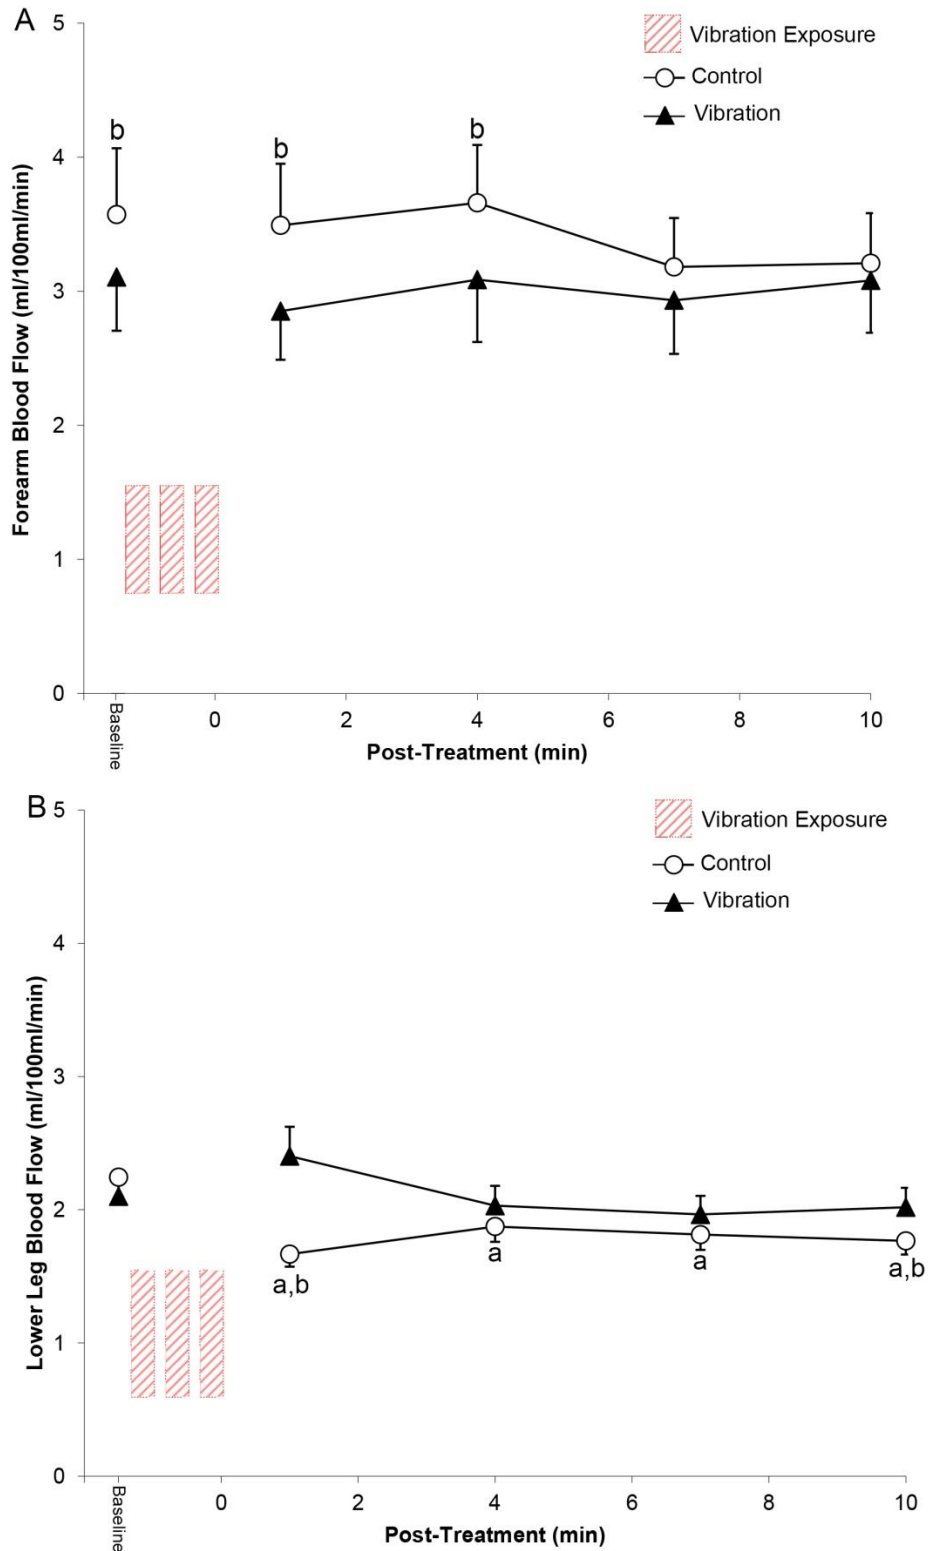 A
5
Vibration Exposure
Control
Vibration
b
b
b
4
3
2
1
0
Forearm Blood Flow (ml/100ml/min)
Baseline
0
2
4
6
8
10
Post-Treatment (min)
B
5
Vibration Exposure
Control
Vibration
4
3
2
1
0
Lower Leg Blood Flow (ml/100ml/min)
a,b
a
a
a,b
Baseline
0
2
4
6
8
10
Post-Treatment (min)